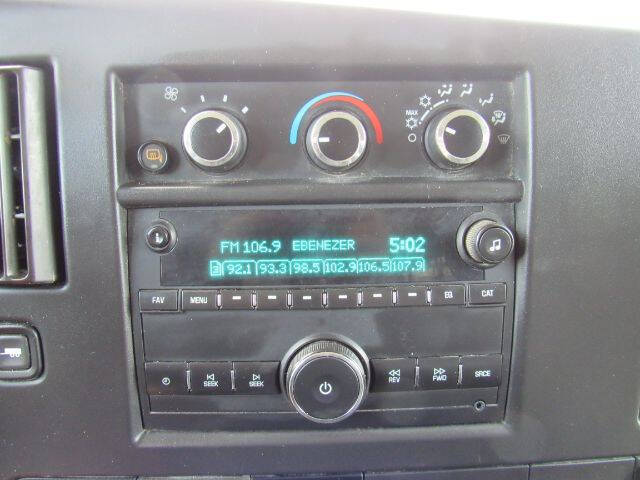 MAX
FM 106.9 EBENEZER 5:02
92.1 93.3 98.5 102.9 106.5 107.9
FAV MENU EQ CAT
SEEK SEEK REV FWD SRCE